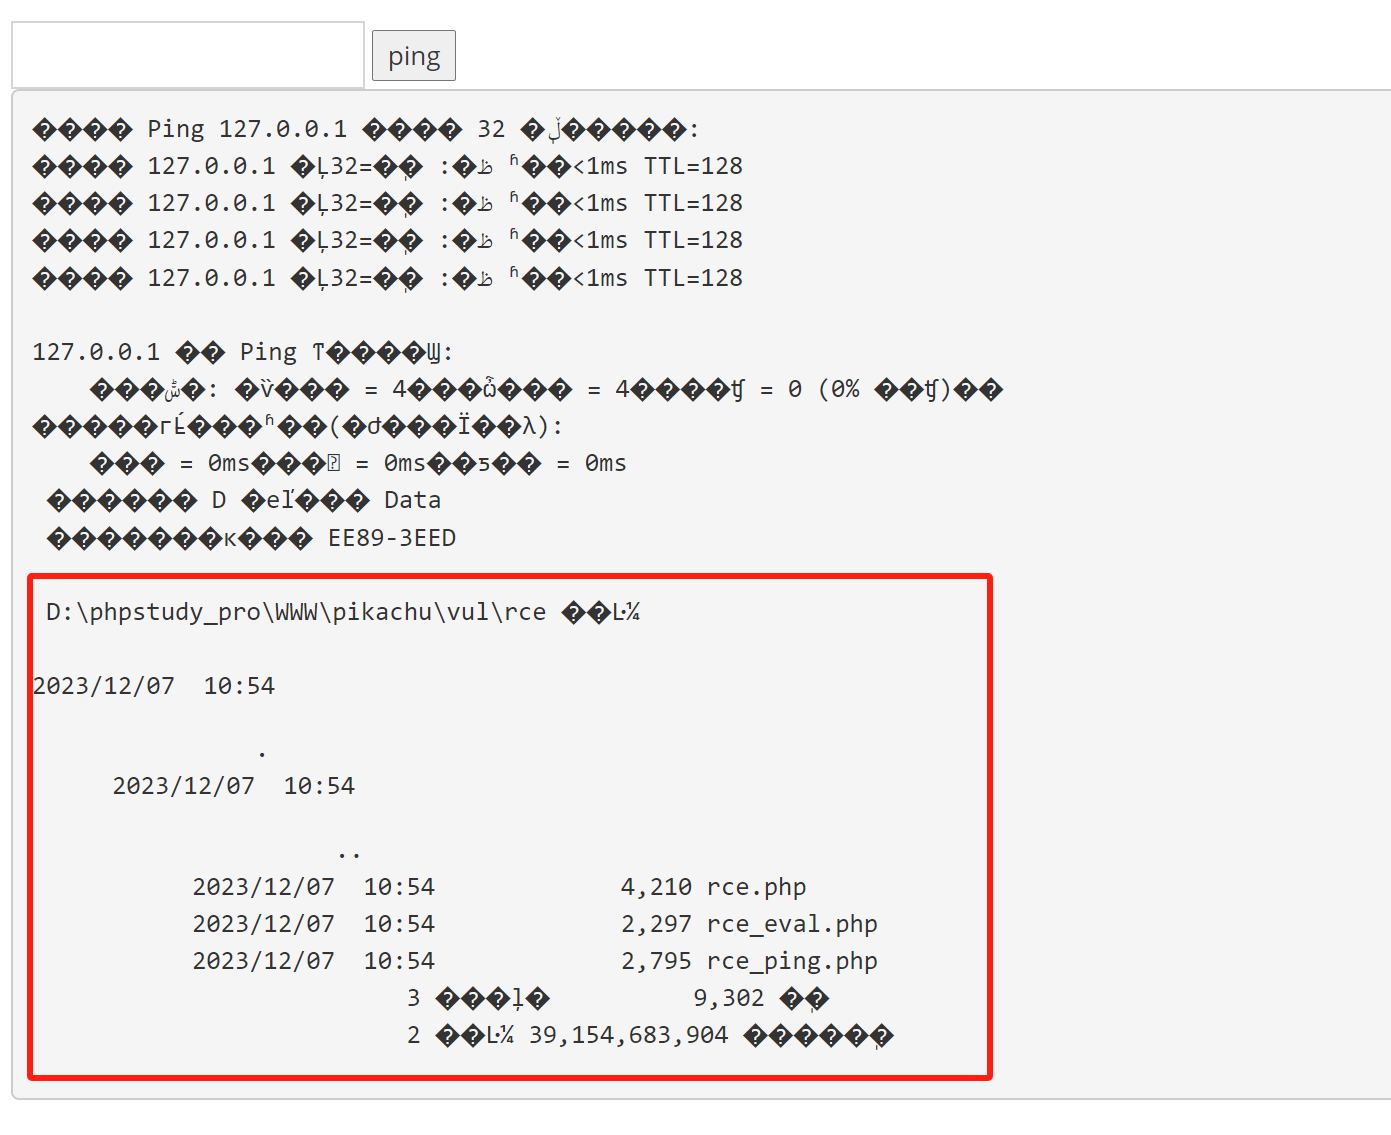 ping
���� Ping 127.0.0.1 ���� 32 �ֽڵ�����:
���� 127.0.0.1 �Ļظ�: �ֽ�=32 ʱ��<1ms TTL=128
���� 127.0.0.1 �Ļظ�: �ֽ�=32 ʱ��<1ms TTL=128
���� 127.0.0.1 �Ļظ�: �ֽ�=32 ʱ��<1ms TTL=128
���� 127.0.0.1 �Ļظ�: �ֽ�=32 ʱ��<1ms TTL=128
127.0.0.1 �� Ping ͳ����Ϣ:
���ݰ�: �ѷ��� = 4���ѽ��� = 4����ʧ = 0 (0% ��ʧ)��
�����г̵Ĺ���ʱ��(�Ժ���Ϊ��λ):
��� = 0ms��� = 0ms��ƽ�� = 0ms
������ D �еľ��� Data
�������к��� EE89-3EED
D:\phpstudy_pro\WWW\pikachu\vul\rce ��Ŀ¼
2023/12/07 10:54
.
2023/12/07 10:54
..
2023/12/07 10:54 4,210 rce.php
2023/12/07 10:54 2,297 rce_eval.php
2023/12/07 10:54 2,795 rce_ping.php
3 ���ļ� 9,302 �ֽ�
2 ��Ŀ¼ 39,154,683,904 �����ֽ�